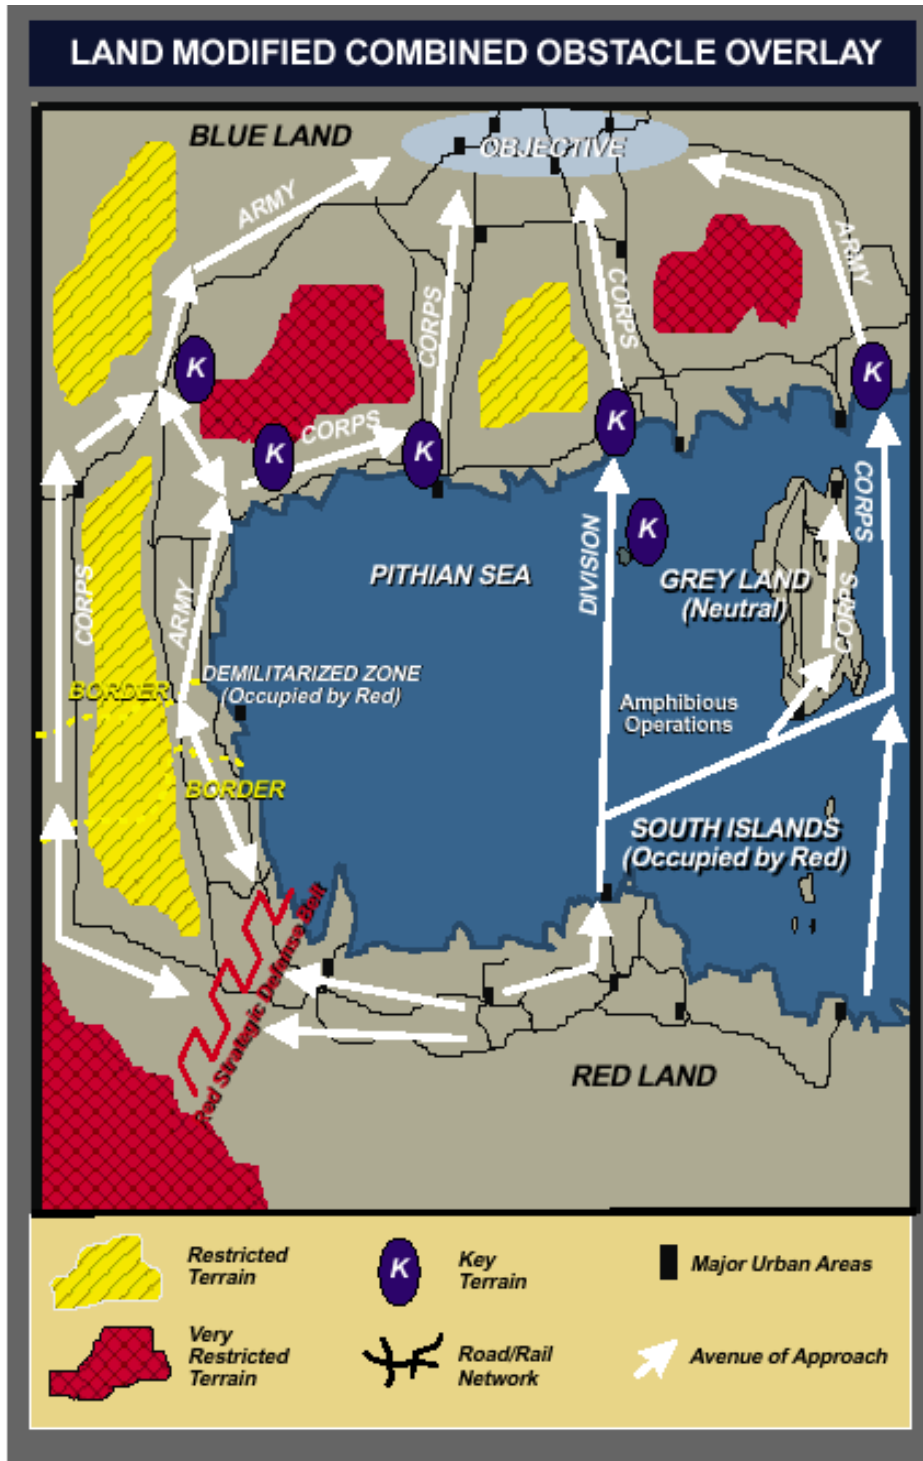 LAND MODIFIED COMBINED OBSTACLE OVERLAY
BLUE LAND
OBJECTIVE
ARMY
ARMY
CORPS
CORPS
K
K
K
CORPS
K
K
K
CORPS
DIVISION
PITHIAN SEA
GREY LAND
(Neutral)
CORPS
CORPS
ARMY
DEMILITARIZED ZONE
(Occupied by Red)
BORDER
Amphibious
Operations
BORDER
SOUTH ISLANDS
(Occupied by Red)
Red Strategic Defense Belt
RED LAND
Restricted
Terrain
K
Key
Terrain
Major Urban Areas
Very
Restricted
Terrain
Road/Rail
Network
Avenue of Approach